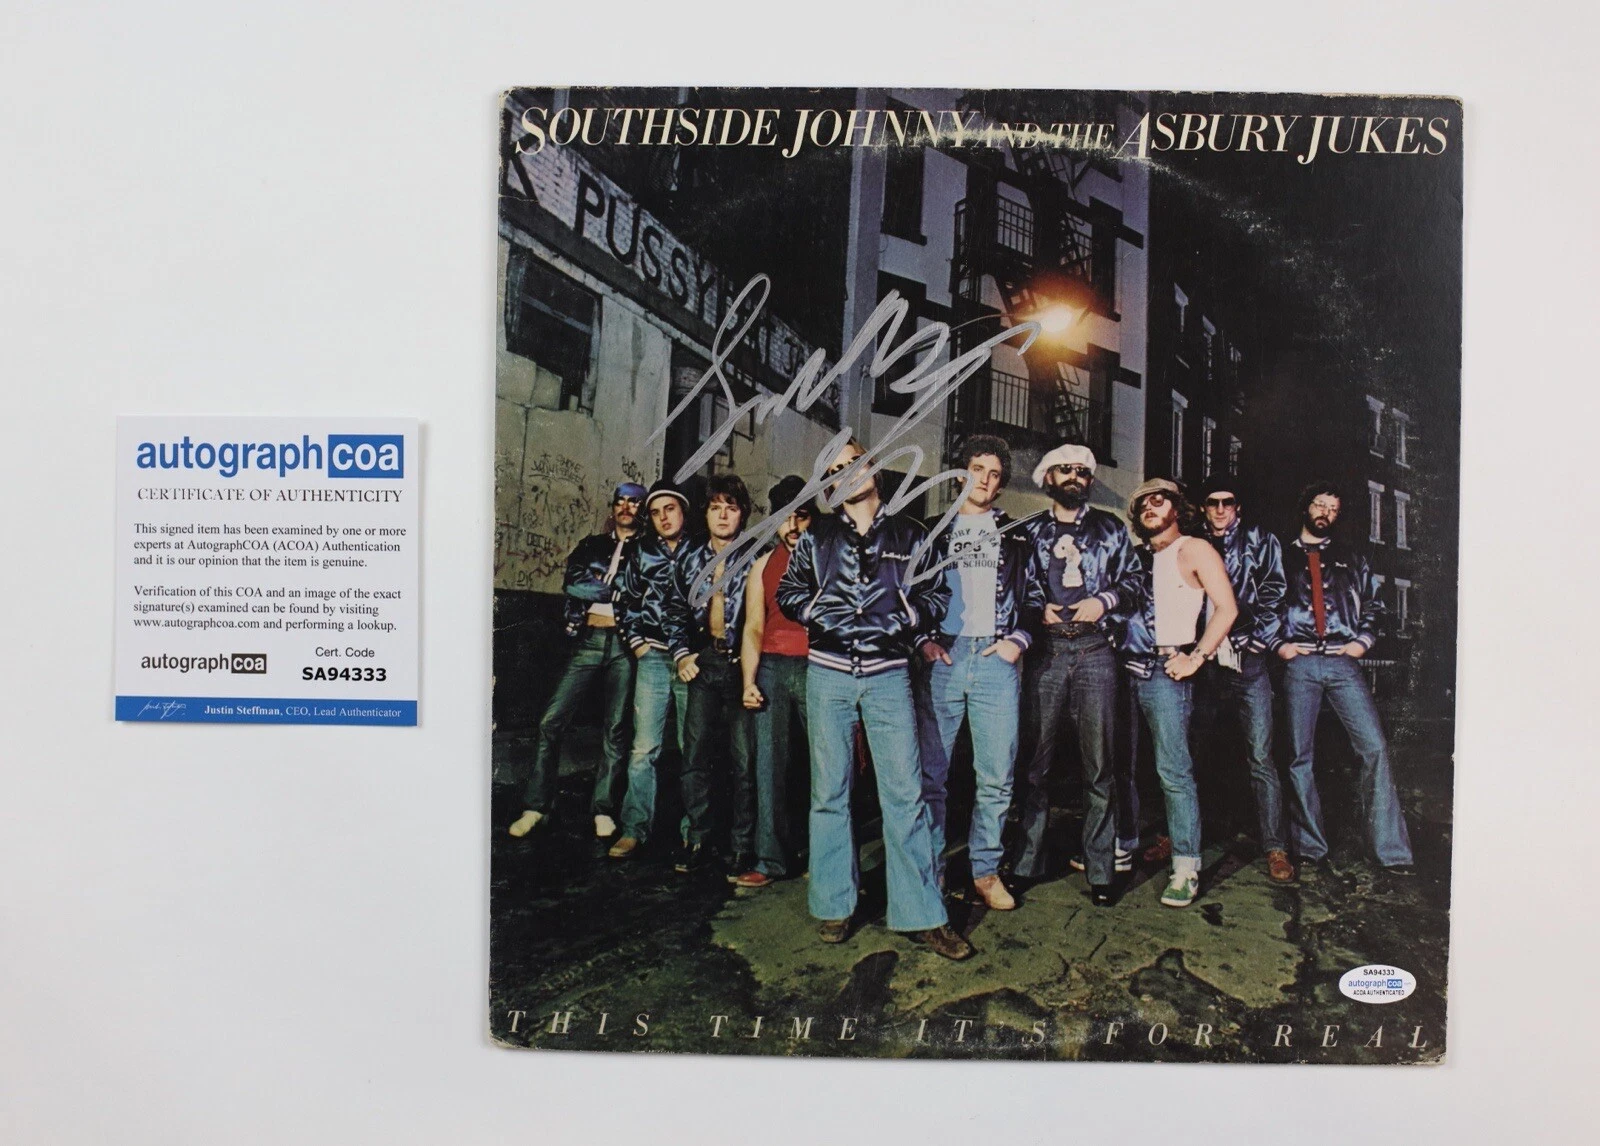 SOUTHSIDE JOHNNY AND THE ASBURY JUKES
K PUSSY
autograph coa
CERTIFICATE OF AUTHENTICITY
This signed item has been examined by one or more
experts at AutographCOA (ACOA) Authentication
and it is our opinion that the item is genuine.
Verification of this COA and an image of the exact
signature(s) examined can be found by visiting
www.autographcoa.com and performing a lookup.
autograph coa
Cert. Code
SA94333
Justin Steffman, CEO, Lead Authenticator
SA94333
autograph coa
ACOA AUTHENTICATED
THIS TIME IT'S FOR REAL